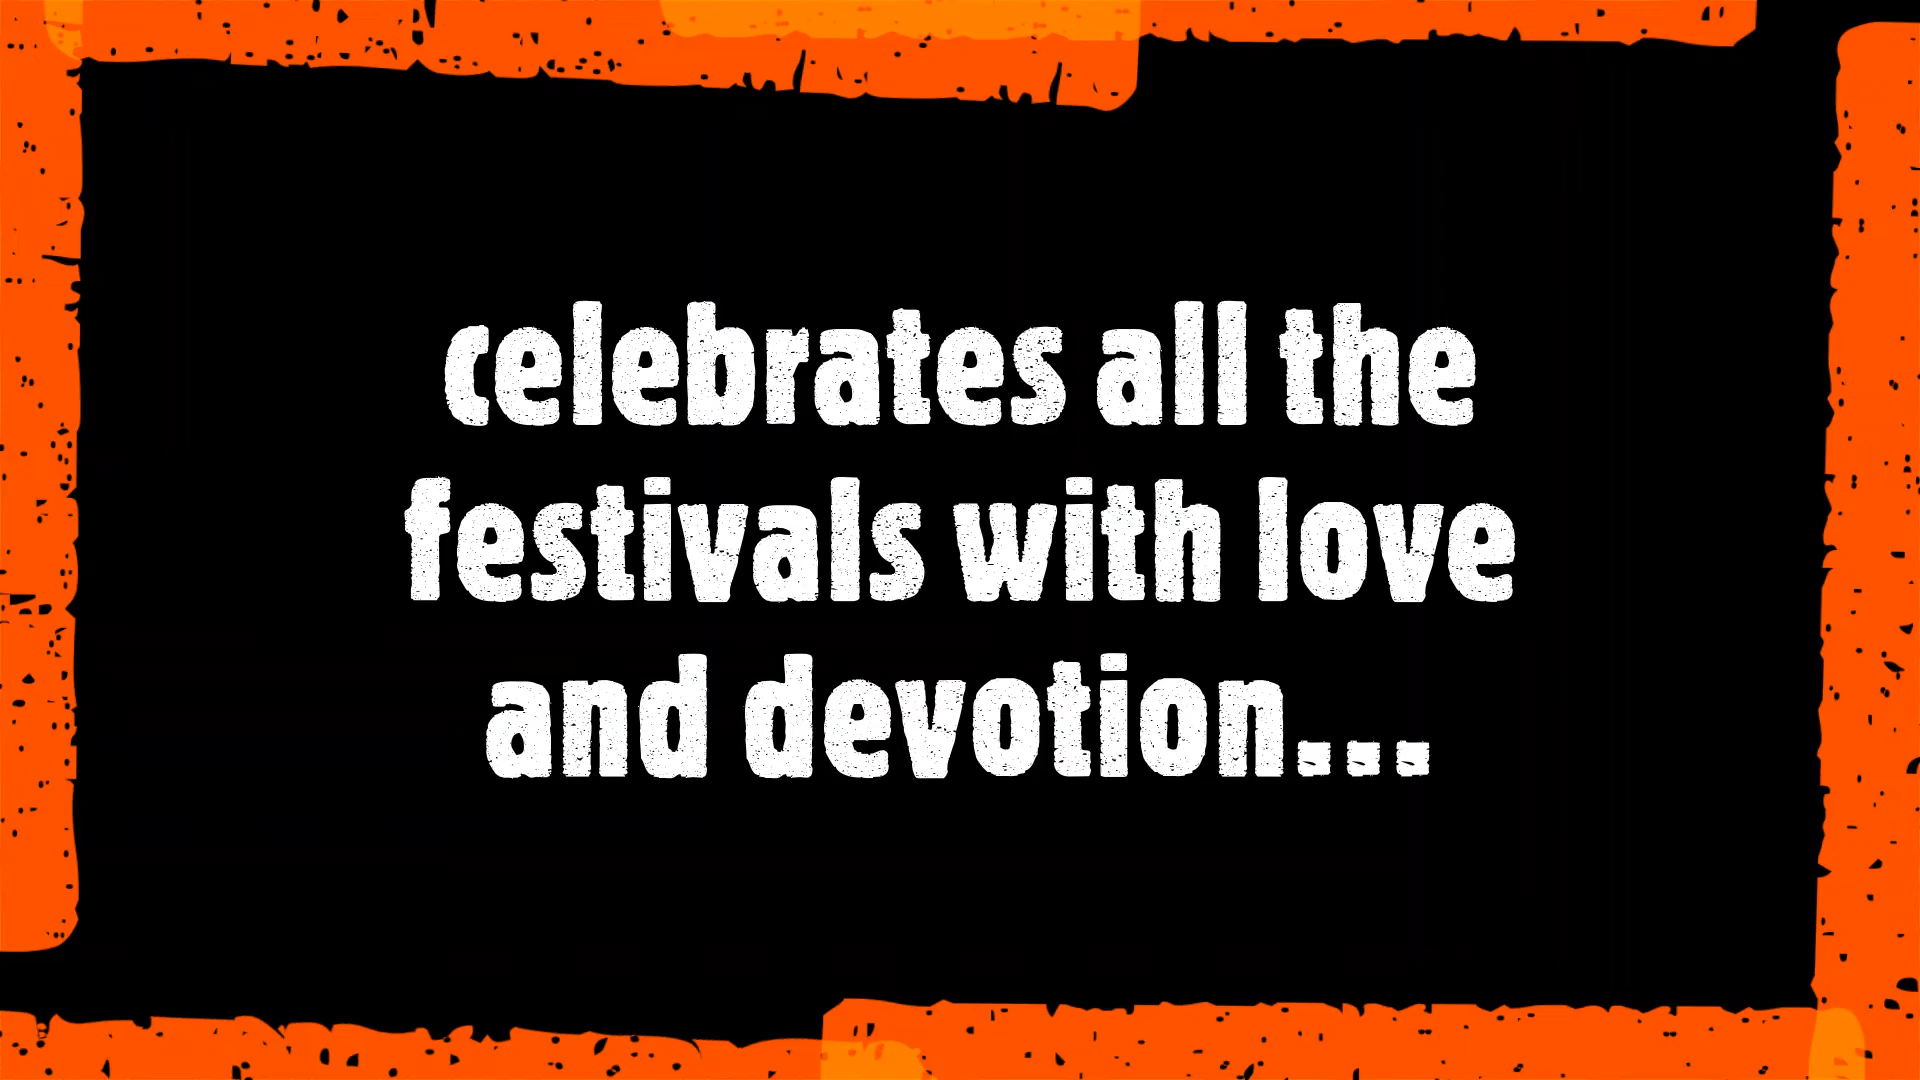 celebrates all the
festivals with love
and devotion...